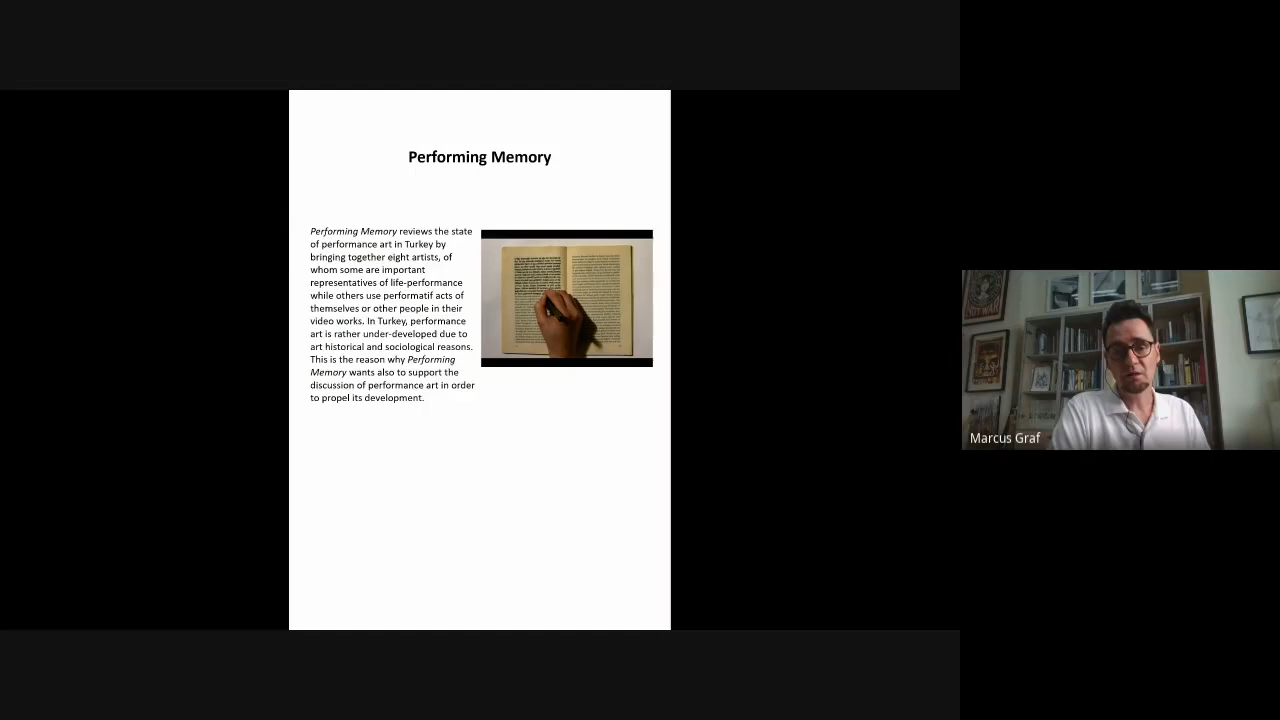 Performing Memory
Performing Memory reviews the state
of performance art in Turkey by
bringing together eight artists, of
whom some are important
representatives of life-performance
while others use performatif acts of
themselves or other people in their
video works. In Turkey, performance
art is rather under-developed due to
art historical and sociological reasons.
This is the reason why Performing
Memory wants also to support the
discussion of performance art in order
to propel its development.
Marcus Graf